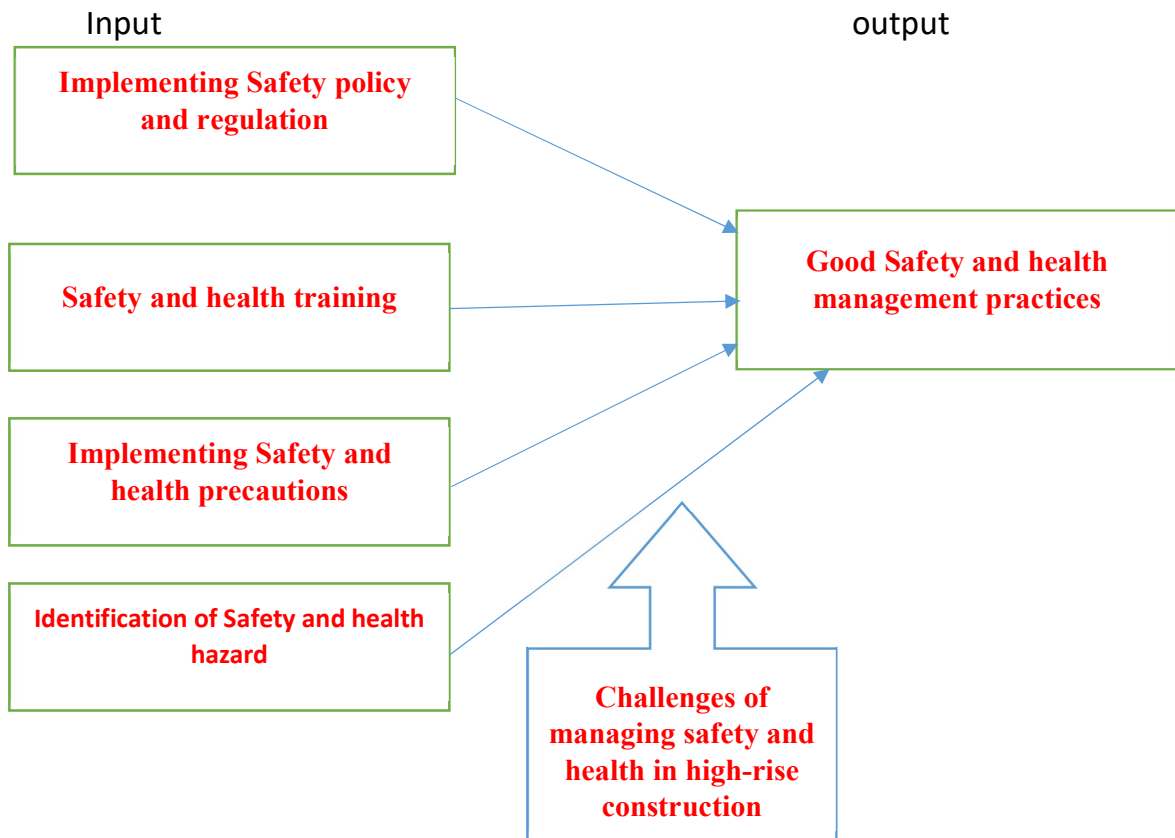 Input
output
Implementing Safety policy
and regulation
Safety and health training
Good Safety and health
management practices
Implementing Safety and
health precautions
Identification of Safety and health
hazard
Challenges of
managing safety and
health in high-rise
construction